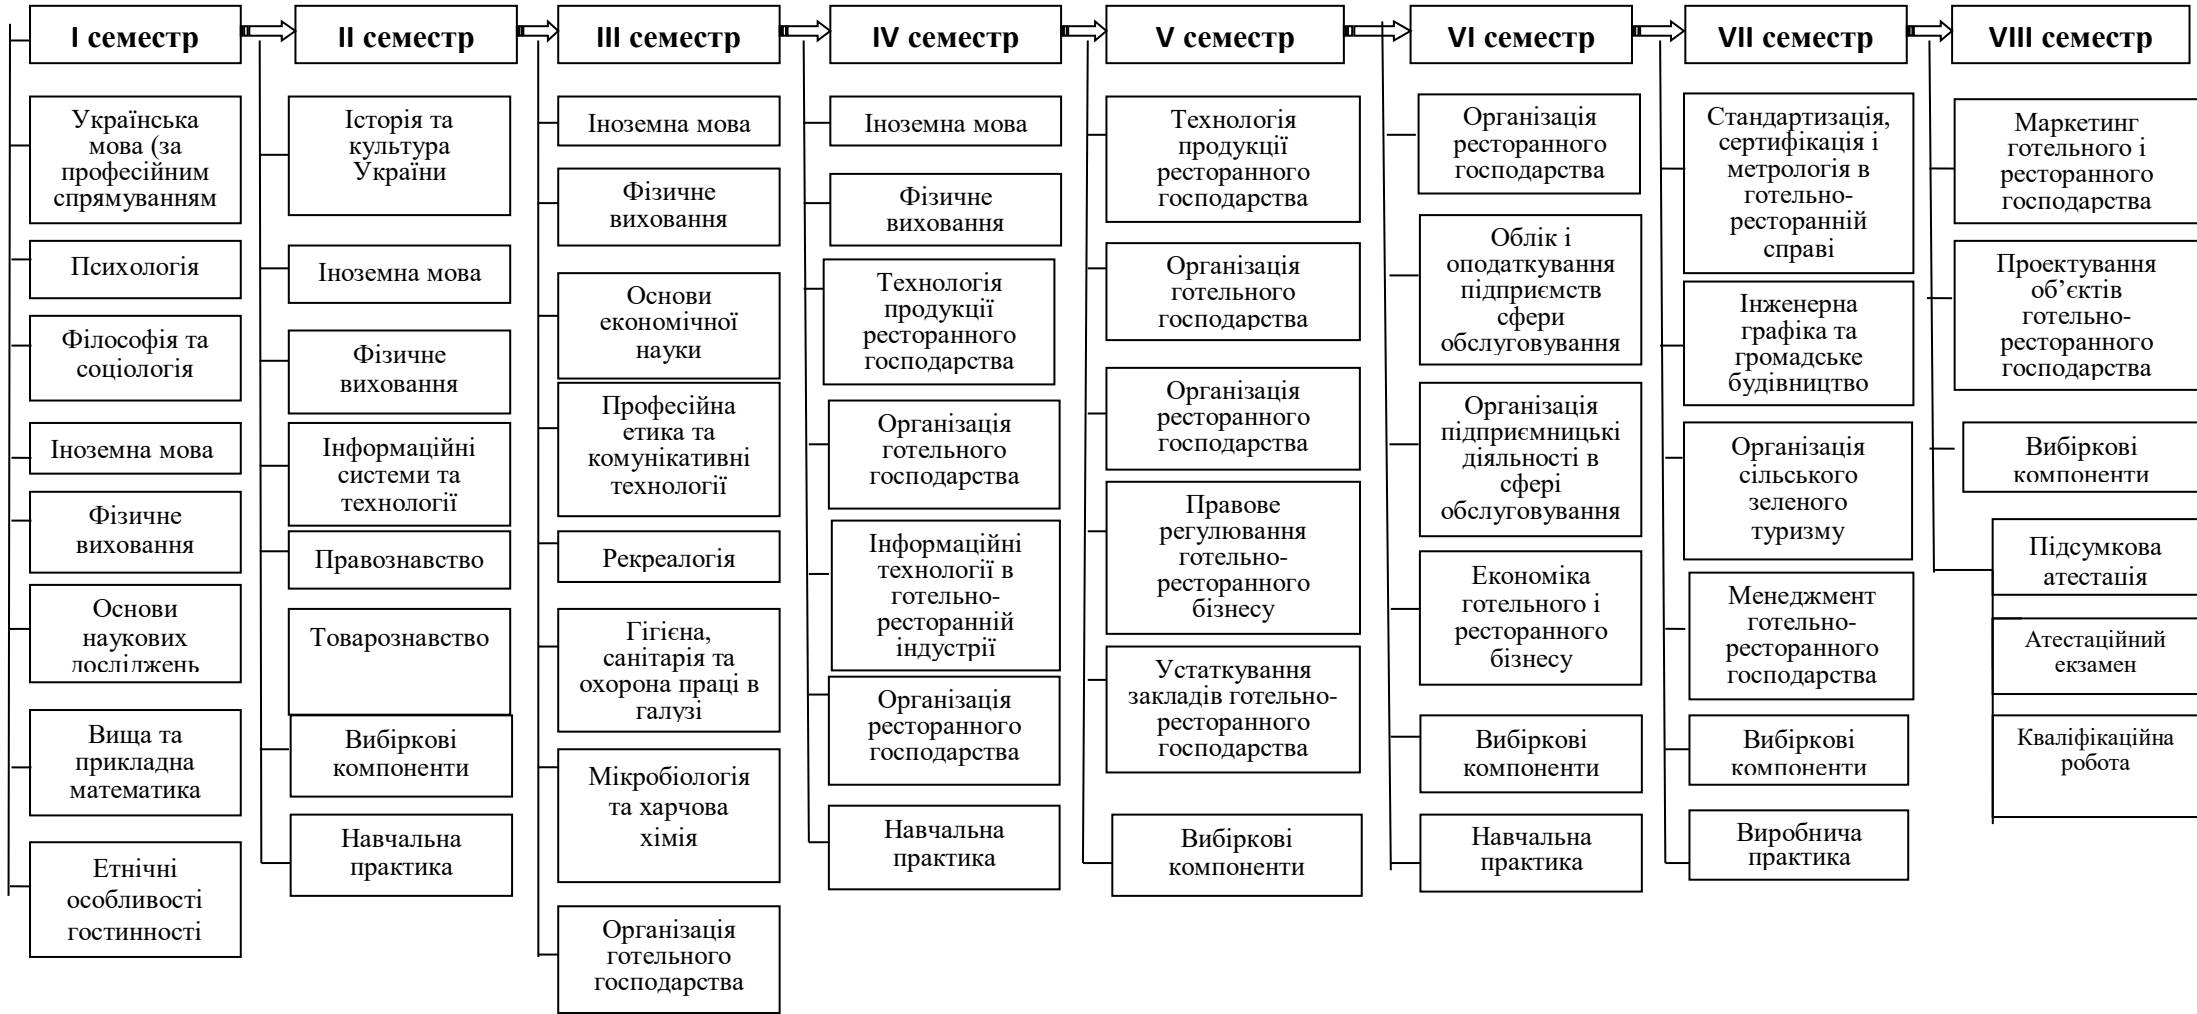 I семестр
II семестр
III семестр
IV семестр
V семестр
VI семестр
VII семестр
VIII семестр
Українська
мова (за
професійним
спрямуванням
Психологія
Філософія та
соціологія
Іноземна мова
Фізичне
виховання
Основи
наукових
досліджень
Вища та
прикладна
математика
Етнічні
особливості
гостинності
Історія та
культура
України
Іноземна мова
Фізичне
виховання
Інформаційні
системи та
технології
Правознавство
Товарознавство
Вибіркові
компоненти
Навчальна
практика
Іноземна мова
Фізичне
виховання
Основи
економічної
науки
Професійна
етика та
комунікативні
технології
Рекреалогія
Гігієна,
санітарія та
охорона праці в
галузі
Мікробіологія
та харчова
хімія
Організація
готельного
господарства
Іноземна мова
Фізичне
виховання
Технологія
продукції
ресторанного
господарства
Організація
готельного
господарства
Інформаційні
технології в
готельно-
ресторанній
індустрії
Організація
ресторанного
господарства
Навчальна
практика
Технологія
продукції
ресторанного
господарства
Організація
готельного
господарства
Організація
ресторанного
господарства
Правове
регулювання
готельно-
ресторанного
бізнесу
Устаткування
закладів готельно-
ресторанного
господарства
Вибіркові
компоненти
Організація
ресторанного
господарства
Облік і
оподаткування
підприємств
сфери
обслуговування
Організація
підприємницькі
діяльності в
сфері
обслуговування
Економіка
готельного і
ресторанного
бізнесу
Вибіркові
компоненти
Навчальна
практика
Стандартизація,
сертифікація і
метрологія в
готельно-
ресторанній
справі
Інженерна
графіка та
громадське
будівництво
Організація
сільського
зеленого
туризму
Менеджмент
готельно-
ресторанного
господарства
Вибіркові
компоненти
Виробнича
практика
Маркетинг
готельного і
ресторанного
господарства
Проектування
об’єктів
готельно-
ресторанного
господарства
Вибіркові
компоненти
Підсумкова
атестація
Атестаційний
екзамен
Кваліфікаційна
робота